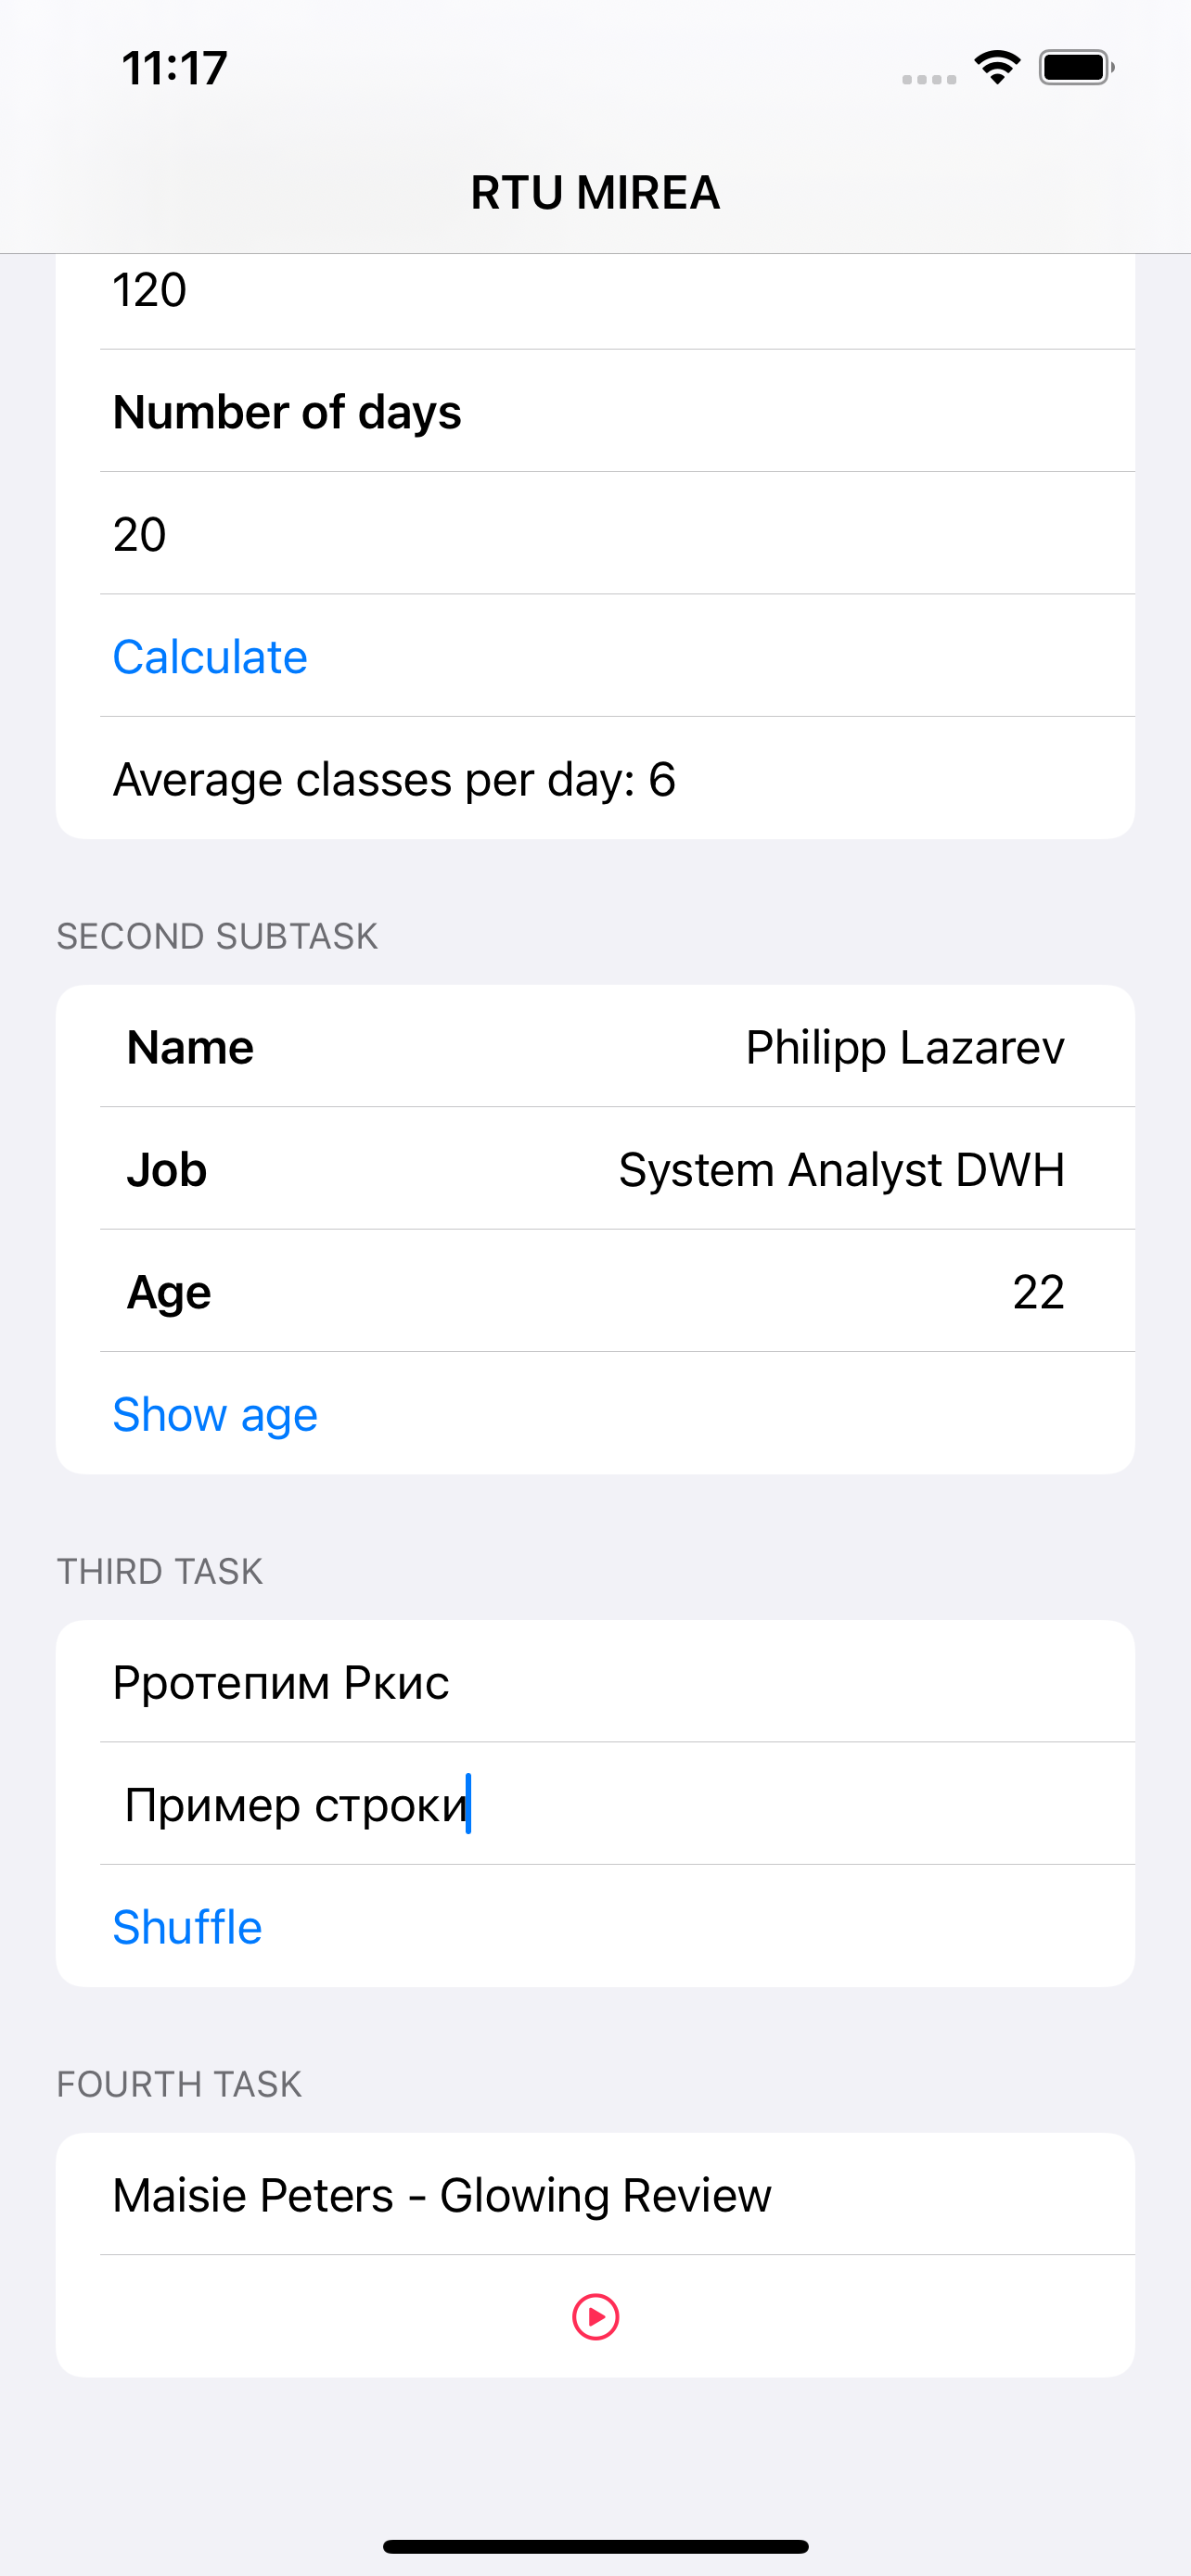 11:17
RTU MIREA
120
Number of days
20
Calculate
Average classes per day: 6
SECOND SUBTASK
Name Philipp Lazarev
Job System Analyst DWH
Age 22
Show age
THIRD TASK
Рротепим Ркис
Пример строки
Shuffle
FOURTH TASK
Maisie Peters - Glowing Review